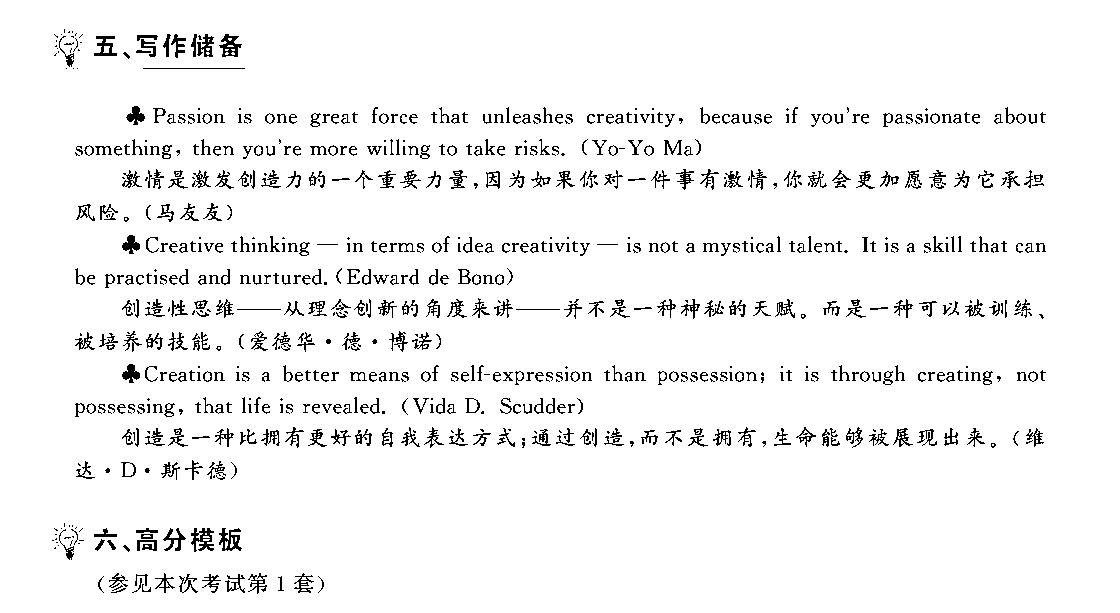 五、写作储备
♣Passion is one great force that unleashes creativity, because if you're passionate about
something, then you're more willing to take risks. (Yo-Yo Ma)
激情是激发创造力的一个重要力量,因为如果你对一件事有激情,你就会更加愿意为它承担
风险。(马友友)
♣Creative thinking — in terms of idea creativity — is not a mystical talent. It is a skill that can
be practised and nurtured. (Edward de Bono)
创造性思维——从理念创新的角度来讲——并不是一种神秘的天赋。而是一种可以被训练、
被培养的技能。(爱德华·德·博诺)
♣Creation is a better means of self-expression than possession; it is through creating, not
possessing, that life is revealed. (Vida D. Scudder)
创造是一种比拥有更好的自我表达方式;通过创造,而不是拥有,生命能够被展现出来。(维
达·D·斯卡德)
六、高分模板
(参见本次考试第1套)